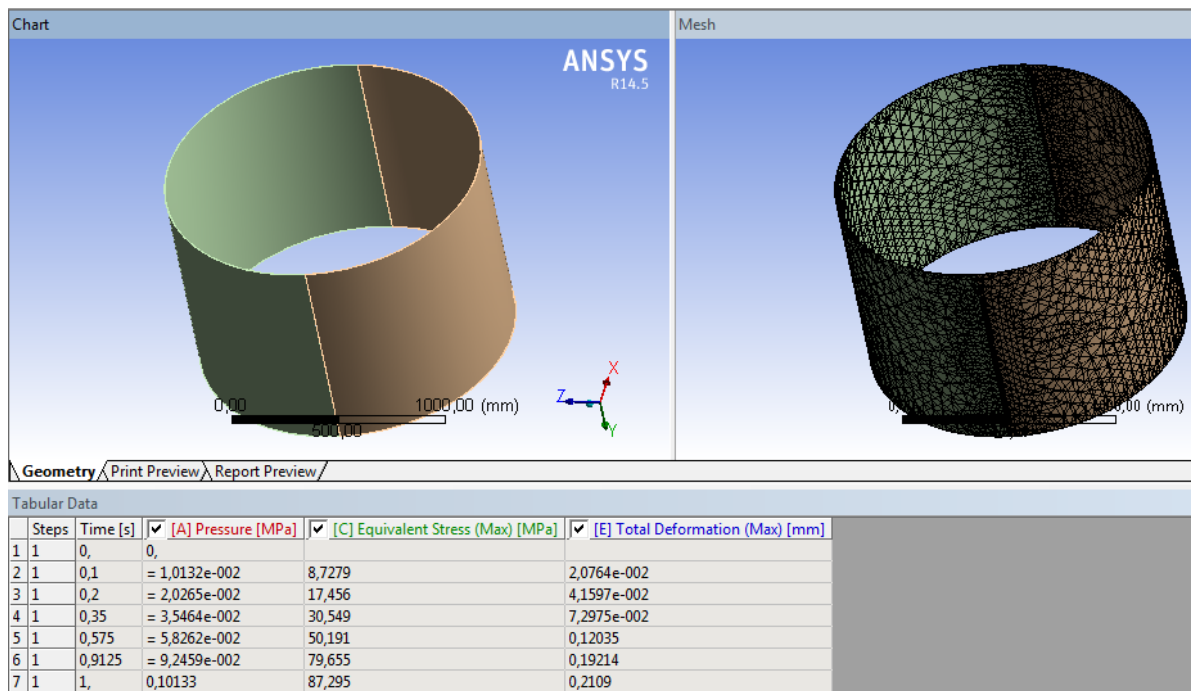 Chart
Mesh
ANSYS
R14.5
X
Z
Y
0,00 1000,00 (mm)
500,00
00,00 (mm)
Geometry Print Preview Report Preview
Tabular Data
Steps Time [s] [A] Pressure [MPa] [C] Equivalent Stress (Max) [MPa] [E] Total Deformation (Max) [mm]
1 1 0, 0,
2 1 0,1 = 1,0132e-002 8,7279 2,0764e-002
3 1 0,2 = 2,0265e-002 17,456 4,1597e-002
4 1 0,35 = 3,5464e-002 30,549 7,2975e-002
5 1 0,575 = 5,8262e-002 50,191 0,12035
6 1 0,9125 = 9,2459e-002 79,655 0,19214
7 1 1, 0,10133 87,295 0,2109